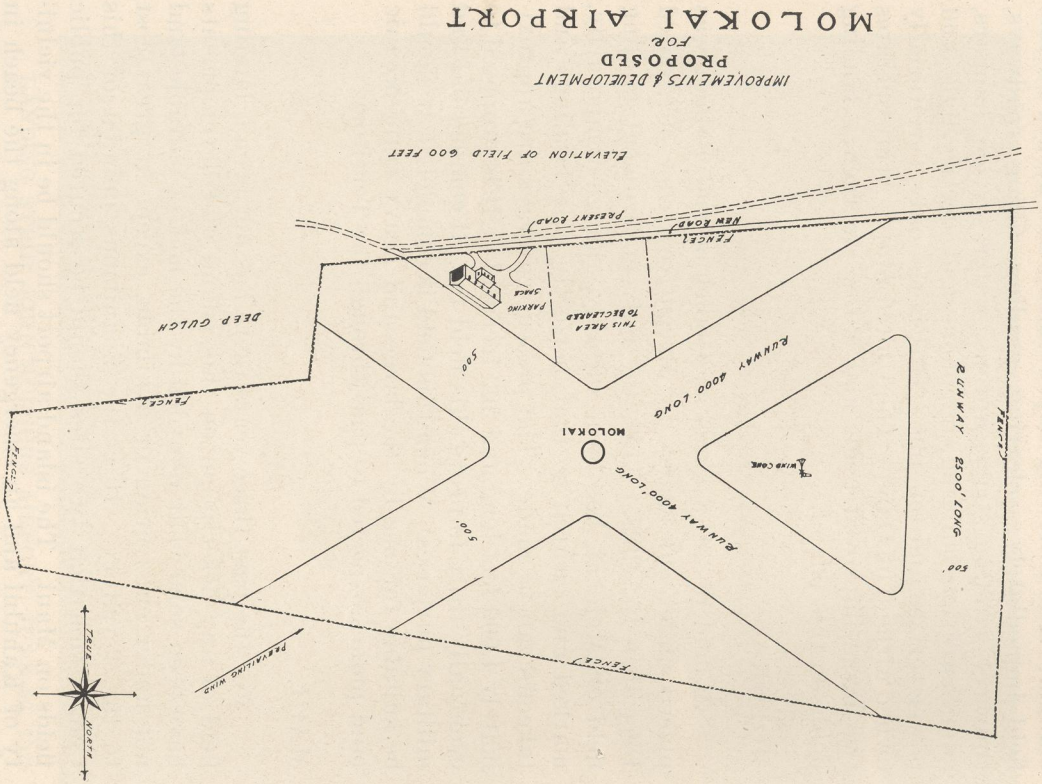 TRUE NORTH
PREVAILING WIND
FENCE
500'
RUNWAY 2500' LONG
FENCE
RUNWAY 4000' LONG
500'
FENCE
WIND CONE
MOLOKAI
RUNWAY 4000' LONG
500'
FENCE
THIS AREA
TO BE CLEARED
PARKING
SPACE
DEEP GULCH
FENCE
NEW ROAD
PRESENT ROAD
ELEVATION OF FIELD 600 FEET
IMPROVEMENTS & DEVELOPMENT
PROPOSED
FOR
MOLOKAI AIRPORT